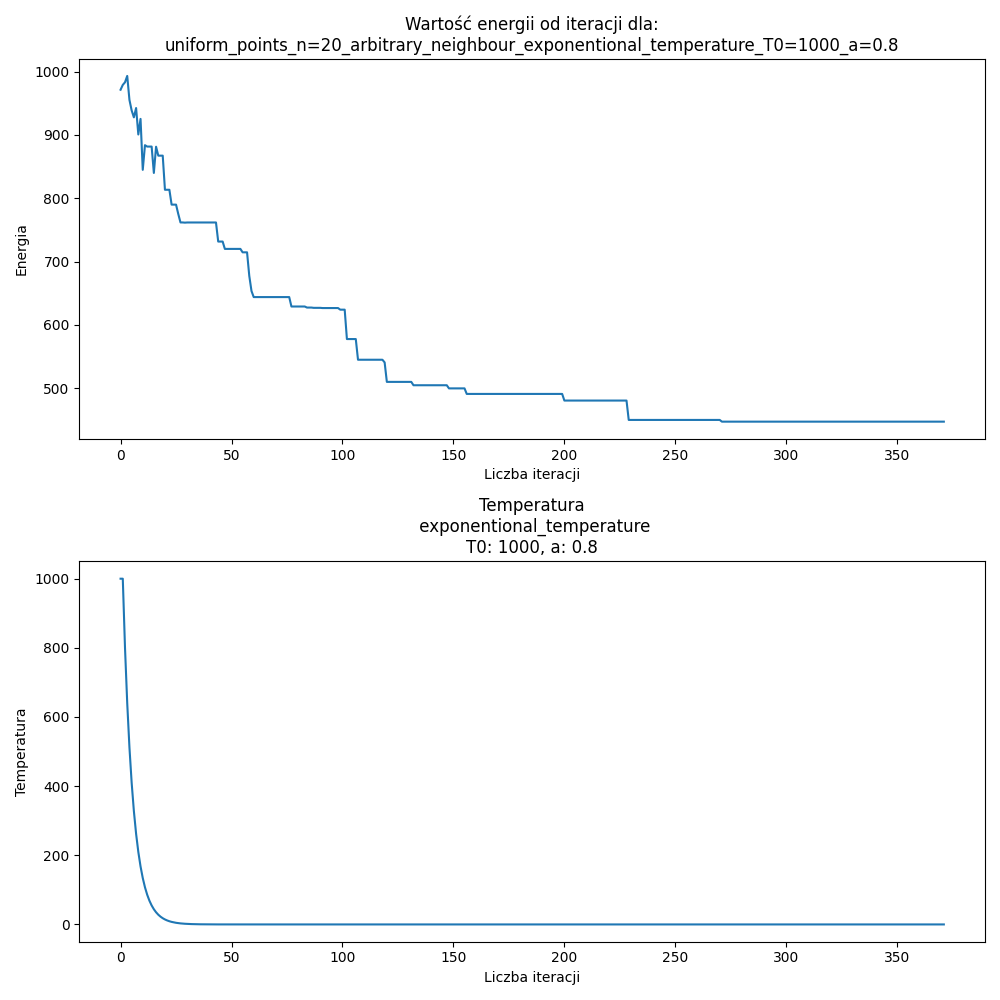 Wartość energii od iteracji dla:
uniform_points_n=20_arbitrary_neighbour_exponentional_temperature_T0=1000_a=0.8
1000
900
800
700
600
500
Energia
0 50 100 150 200 250 300 350
Liczba iteracji
Temperatura
exponentional_temperature
T0: 1000, a: 0.8
1000
800
600
400
200
0
Temperatura
0 50 100 150 200 250 300 350
Liczba iteracji